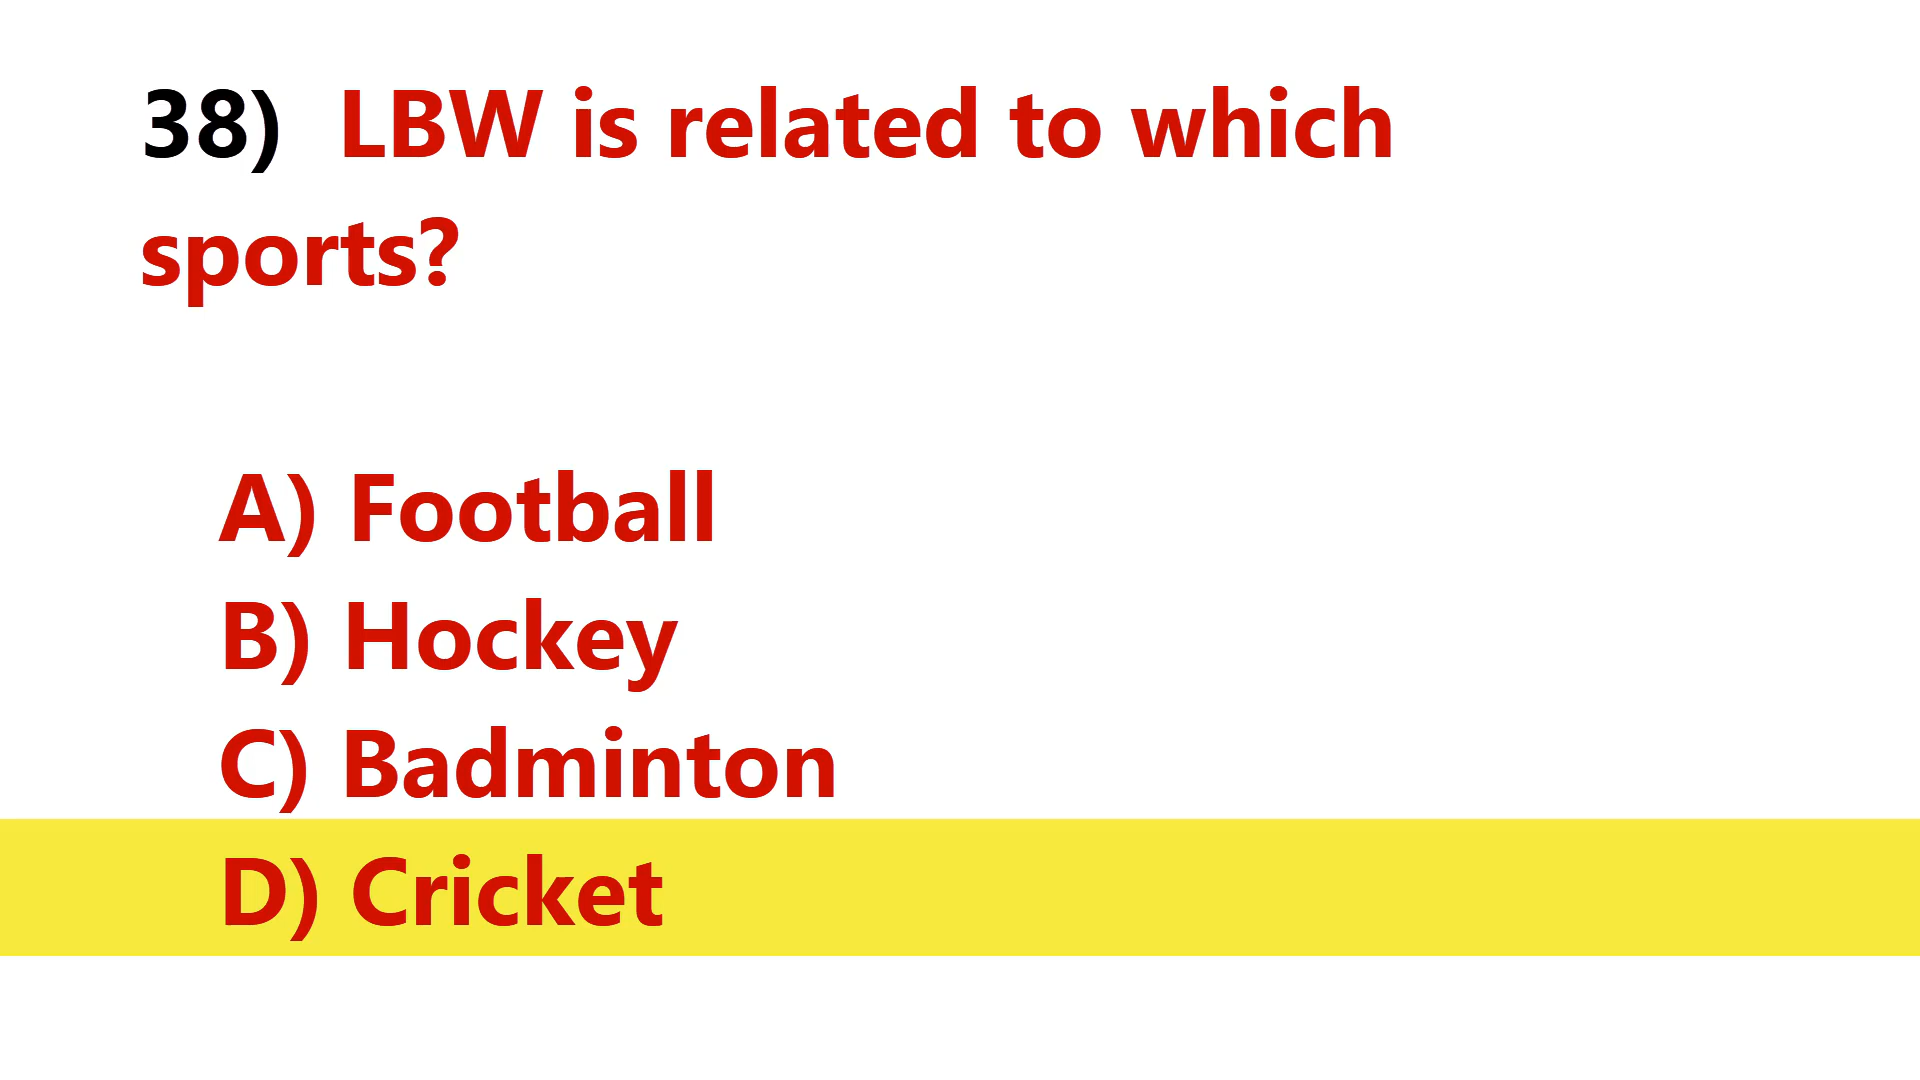 38) LBW is related to which
sports?
A) Football
B) Hockey
C) Badminton
D) Cricket